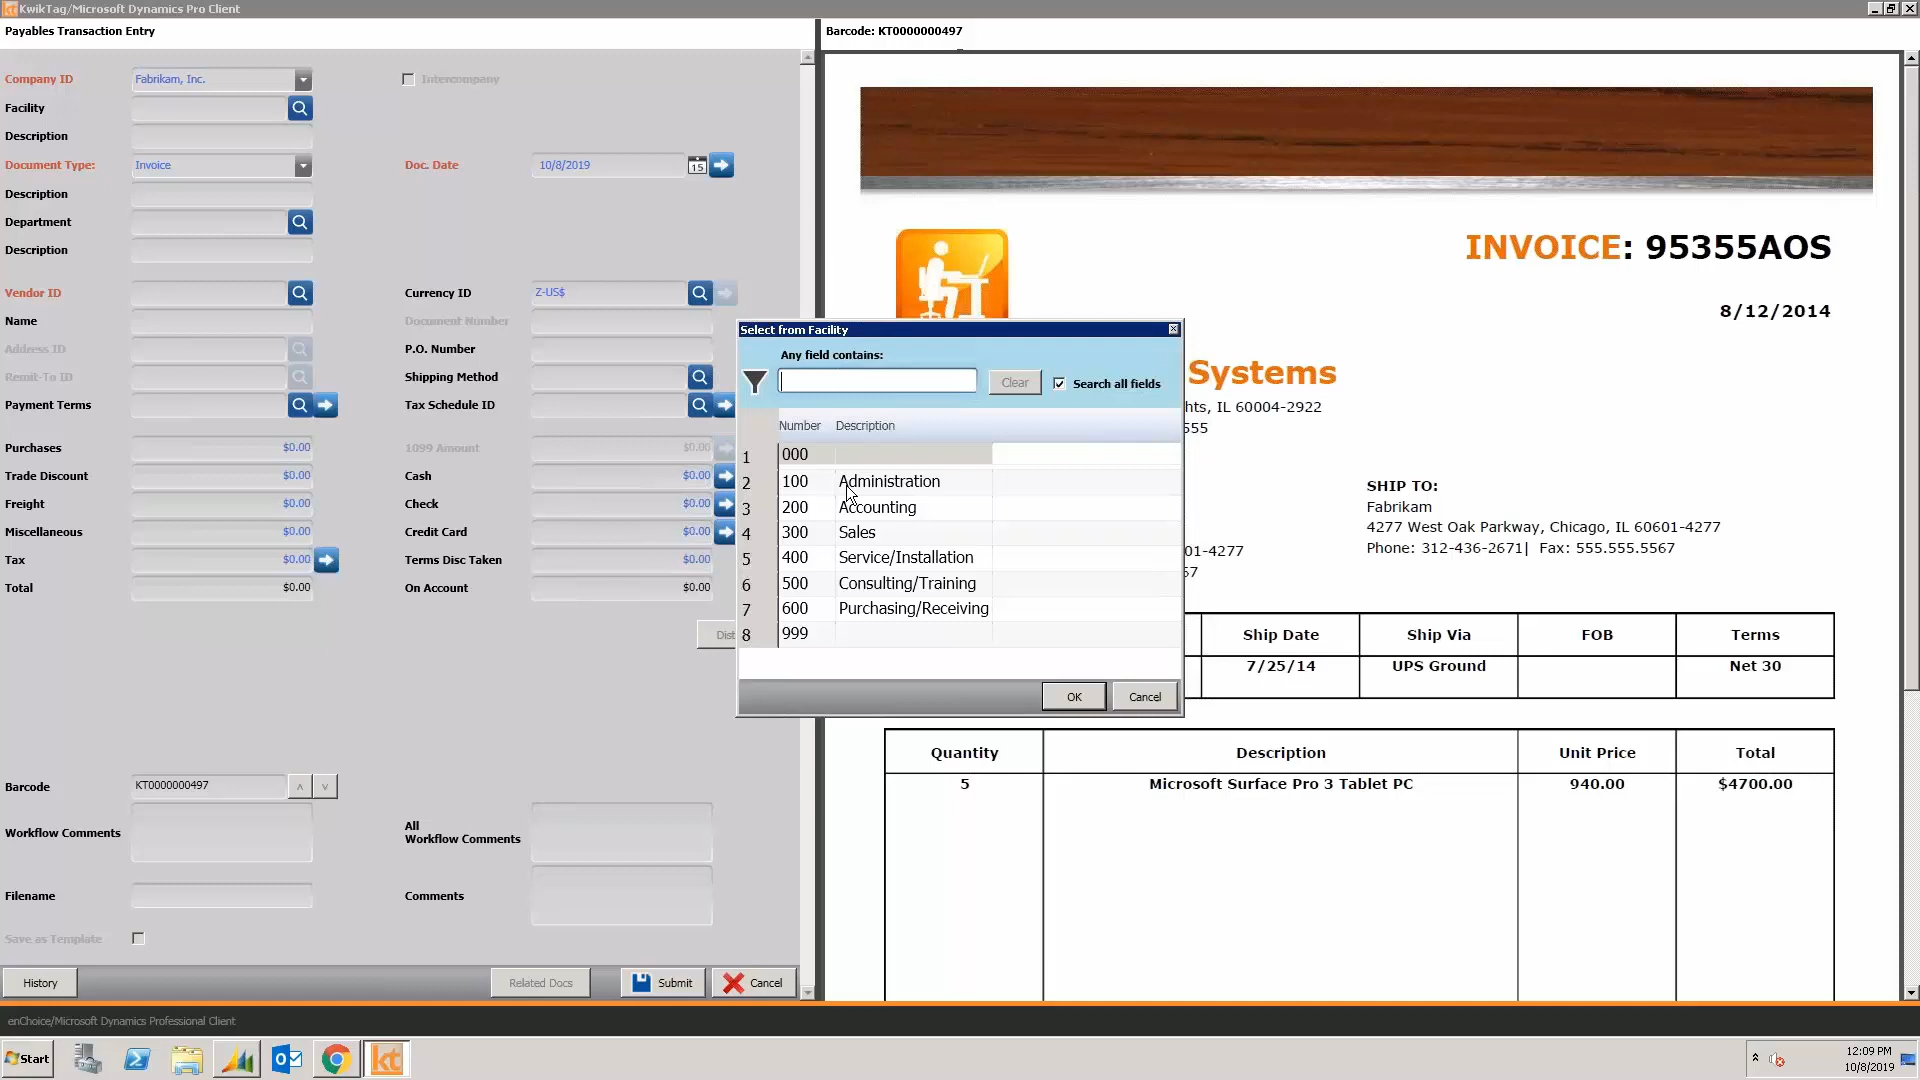 KwikTag/Microsoft Dynamics Pro Client
Payables Transaction Entry
Barcode: KT0000000497
Company ID
Fabrikam, Inc.
Intercompany
Facility
Description
Document Type:
Invoice
Doc. Date
10/8/2019
15
Description
Department
Description
Vendor ID
Currency ID
Z-US$
Name
Document Number
Address ID
P.O. Number
Remit-To ID
Shipping Method
Payment Terms
Tax Schedule ID
Purchases
$0.00
1099 Amount
$0.00
Trade Discount
$0.00
Cash
$0.00
Freight
$0.00
Check
$0.00
Miscellaneous
$0.00
Credit Card
$0.00
Tax
$0.00
Terms Disc Taken
$0.00
Total
$0.00
On Account
$0.00
Dist
Barcode
KT0000000497
Workflow Comments
All
Workflow Comments
Filename
Comments
Save as Template
History
Related Docs
Submit
Cancel
Select from Facility
Any field contains:
Clear
Search all fields
Number Description
1 000
2 100 Administration
3 200 Accounting
4 300 Sales
5 400 Service/Installation
6 500 Consulting/Training
7 600 Purchasing/Receiving
8 999
OK
Cancel
INVOICE: 95355AOS
8/12/2014
Systems
hts, IL 60004-2922
555
SHIP TO:
Fabrikam
4277 West Oak Parkway, Chicago, IL 60601-4277
Phone: 312-436-2671| Fax: 555.555.5567
01-4277
67
Ship Date Ship Via FOB Terms
7/25/14 UPS Ground Net 30
Quantity Description Unit Price Total
5 Microsoft Surface Pro 3 Tablet PC 940.00 $4700.00
enChoice/Microsoft Dynamics Professional Client
Start
kt
12:09 PM
10/8/2019